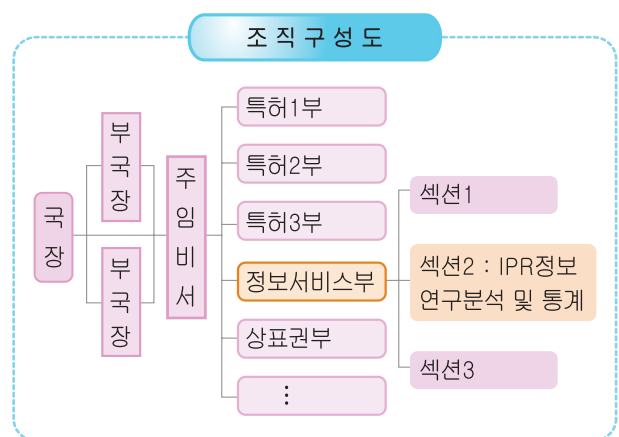 조직구성도
국장
부국장
부국장
주임비서
특허1부
특허2부
특허3부
정보서비스부
상표권부
⋮
섹션1
섹션2 : IPR정보
연구분석 및 통계
섹션3